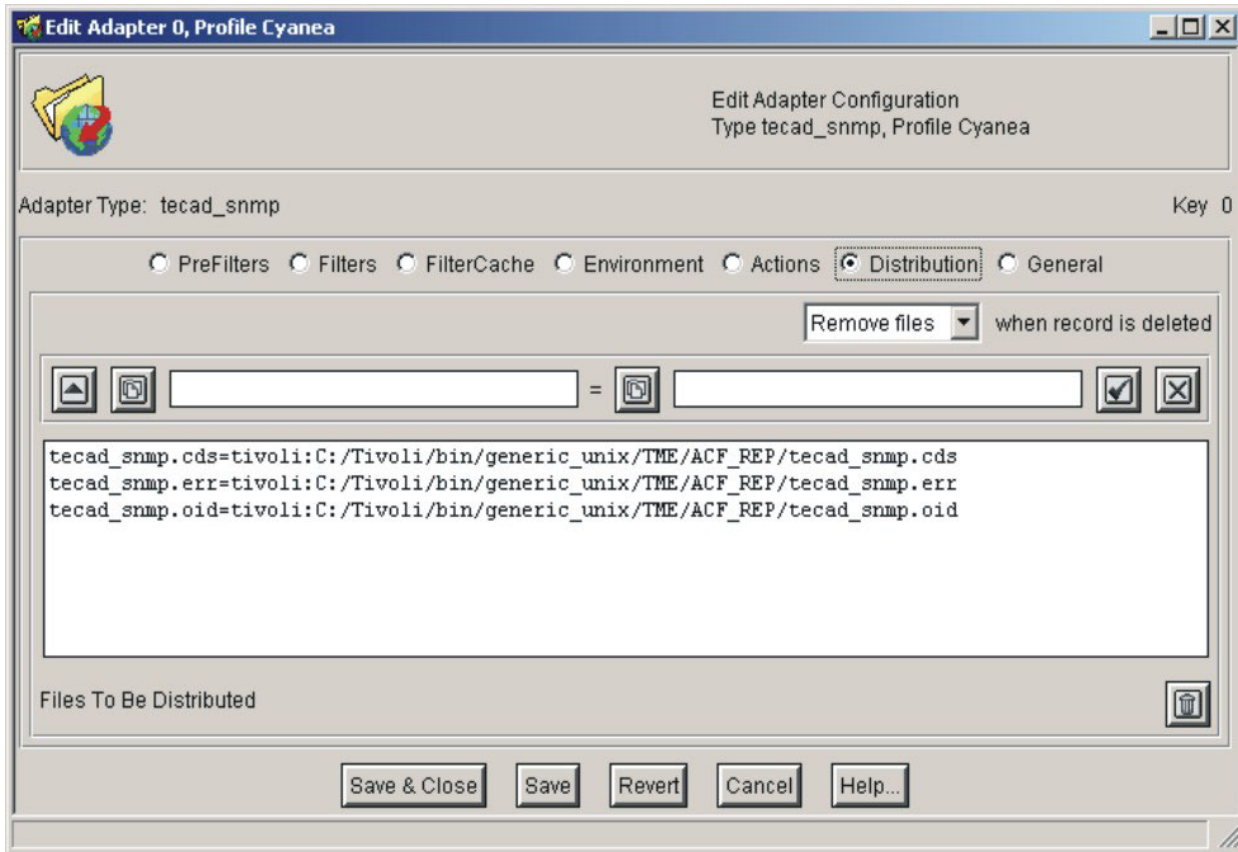 Edit Adapter 0, Profile Cyanea
Edit Adapter Configuration
Type tecad_snmp, Profile Cyanea
Adapter Type: tecad_snmp Key 0
PreFilters Filters FilterCache Environment Actions Distribution General
Remove files when record is deleted
=
tecad_snmp.cds=tivoli:C:/Tivoli/bin/generic_unix/TME/ACF_REP/tecad_snmp.cds
tecad_snmp.err=tivoli:C:/Tivoli/bin/generic_unix/TME/ACF_REP/tecad_snmp.err
tecad_snmp.oid=tivoli:C:/Tivoli/bin/generic_unix/TME/ACF_REP/tecad_snmp.oid
Files To Be Distributed
Save & Close Save Revert Cancel Help...